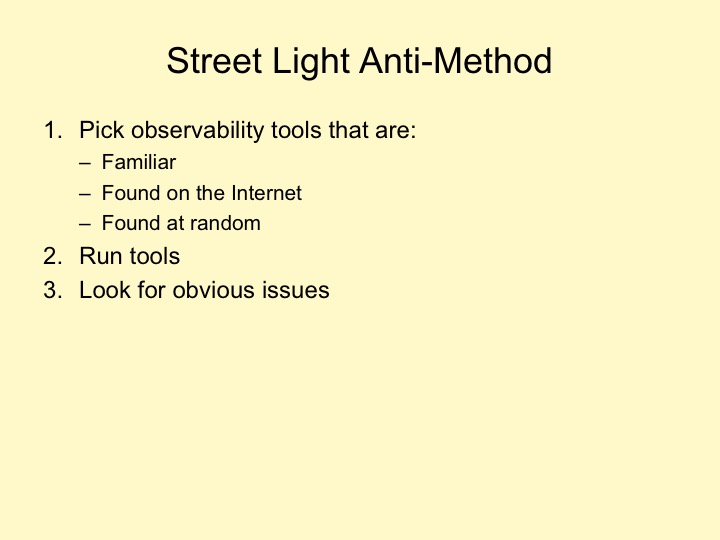 Street Light Anti-Method
1. Pick observability tools that are:
– Familiar
– Found on the Internet
– Found at random
2. Run tools
3. Look for obvious issues